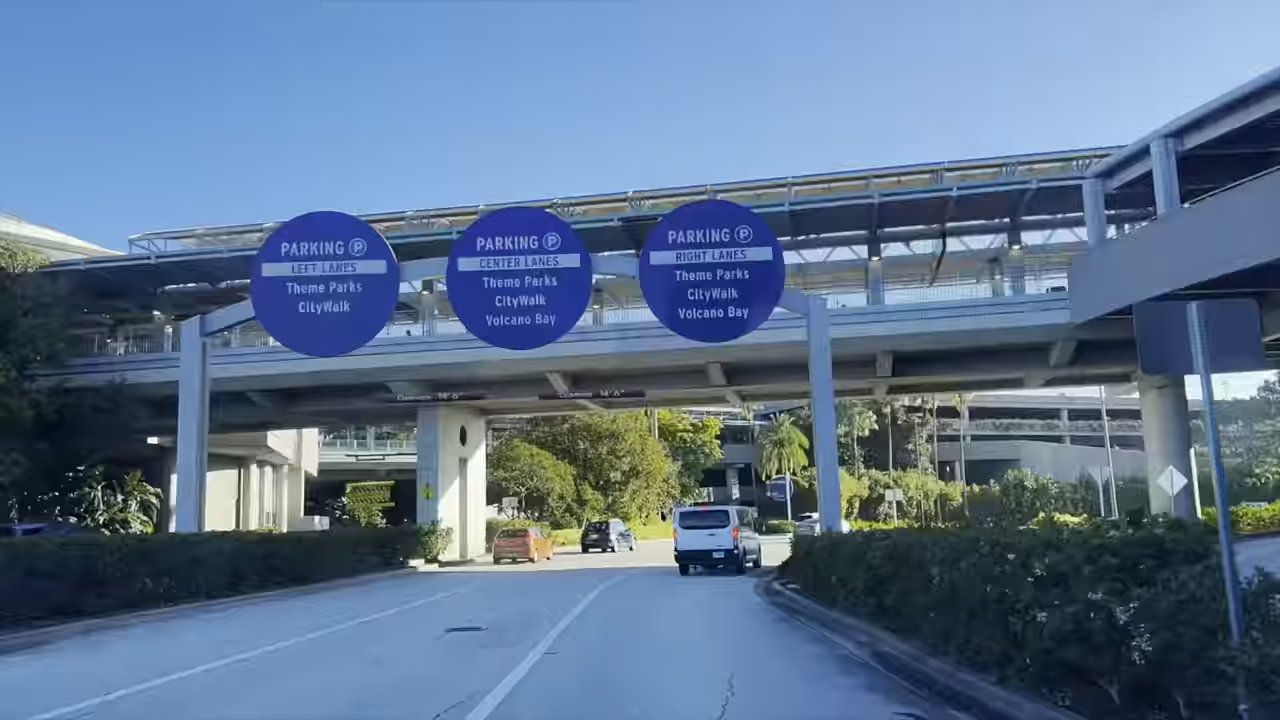 PARKING P
LEFT LANES
Theme Parks
CityWalk
PARKING P
CENTER LANES
Theme Parks
CityWalk
Volcano Bay
PARKING P
RIGHT LANES
Theme Parks
CityWalk
Volcano Bay